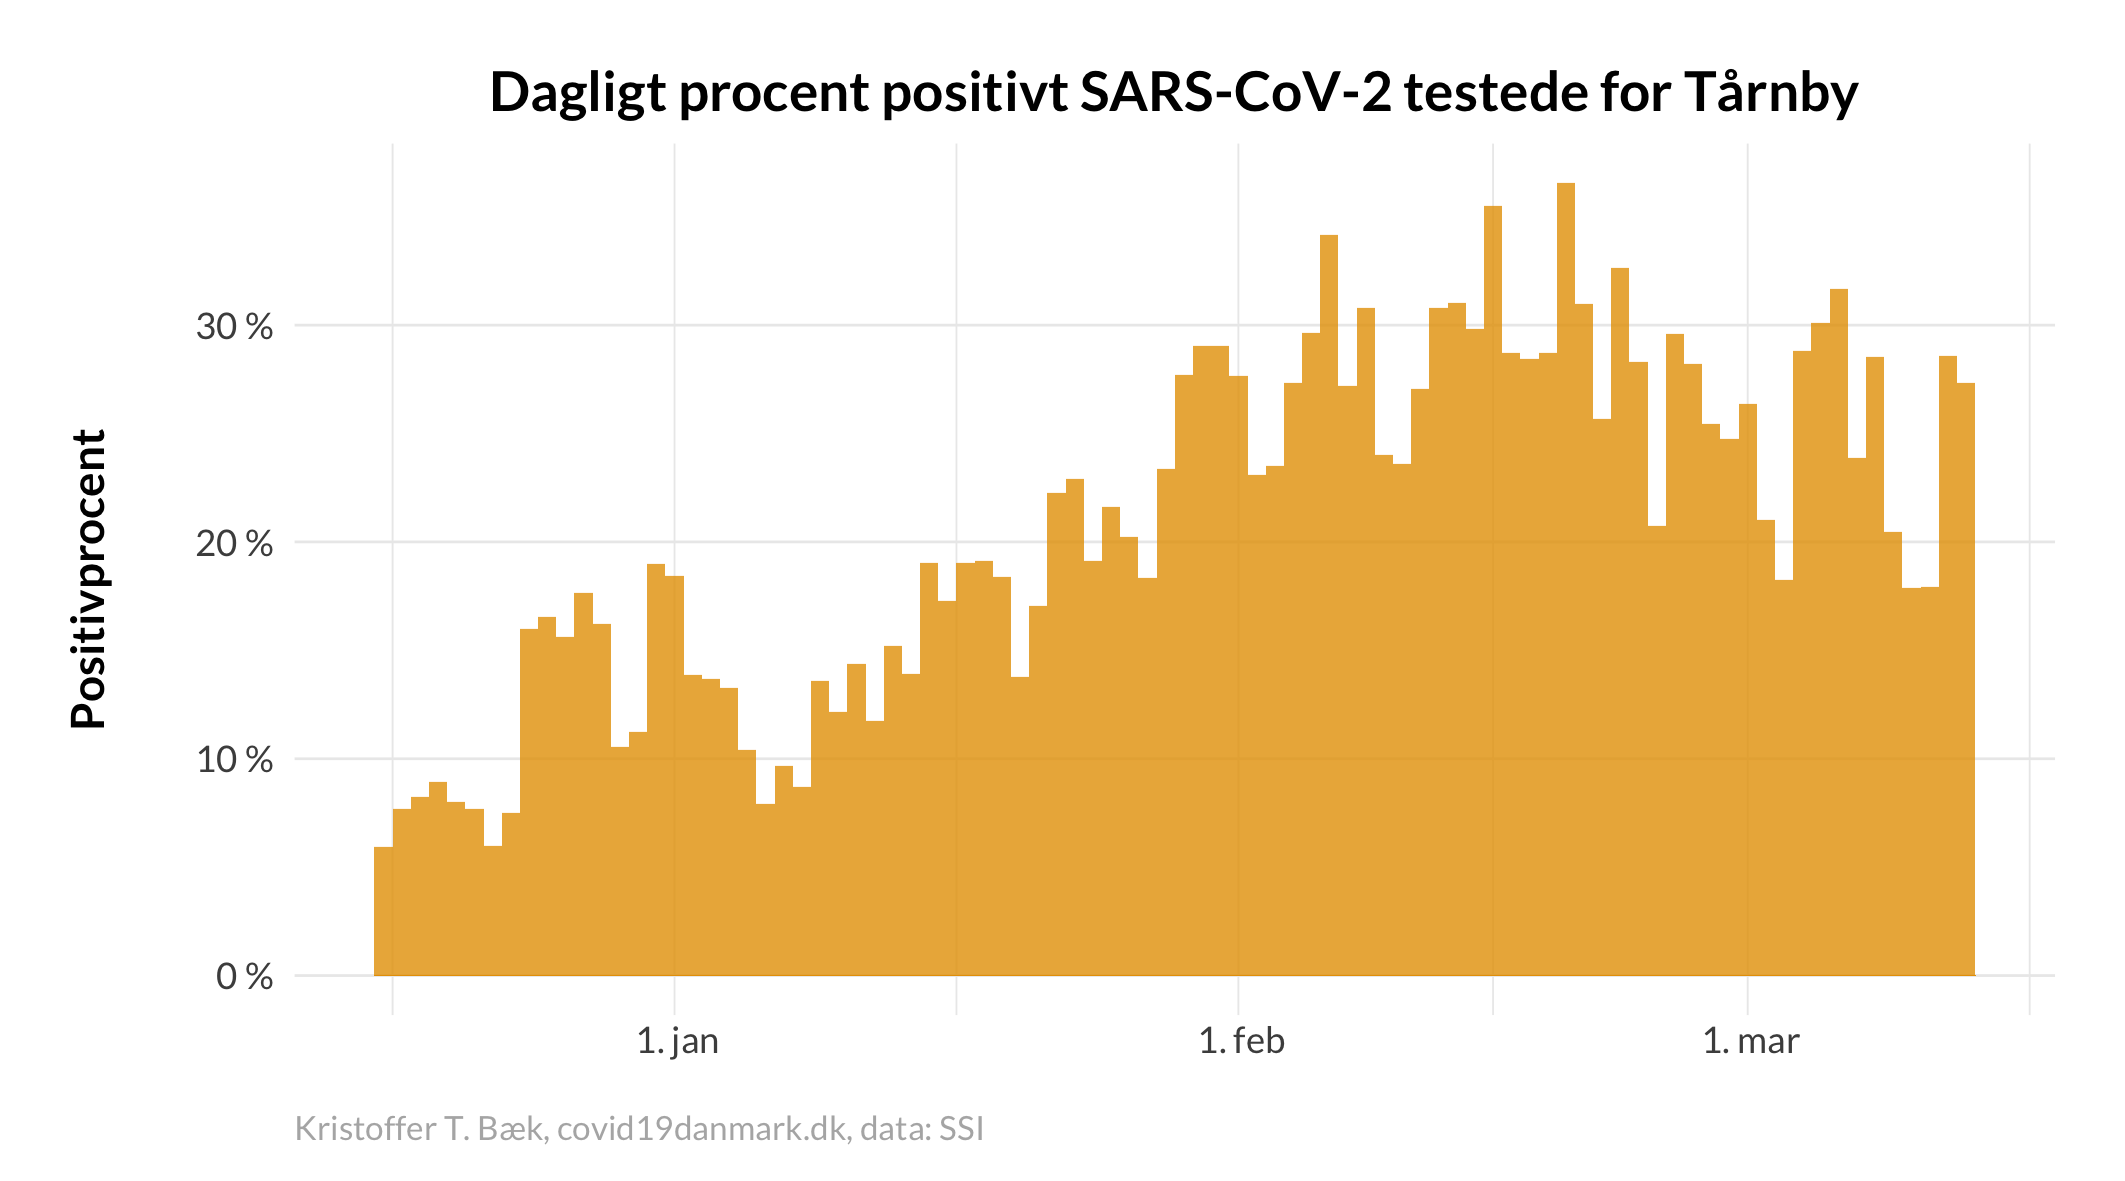 Dagligt procent positivt SARS-CoV-2 testede for Tårnby
Positivprocent
30 %
20 %
10 %
0 %
1. jan
1. feb
1. mar
Kristoffer T. Bæk, covid19danmark.dk, data: SSI